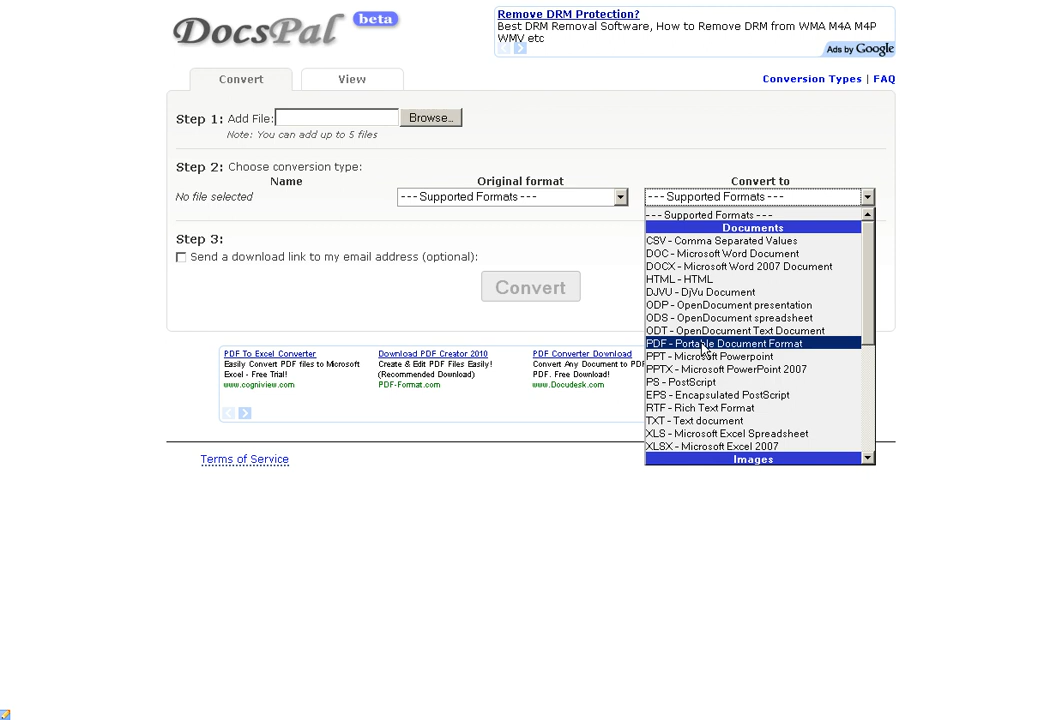 DocsPal beta
Remove DRM Protection?
Best DRM Removal Software, How to Remove DRM from WMA M4A M4P
WMV etc
Ads by Google
Convert
View
Conversion Types | FAQ
Step 1: Add File:
Browse...
Note: You can add up to 5 files
Step 2: Choose conversion type:
Name
Original format
Convert to
No file selected
--- Supported Formats ---
--- Supported Formats ---
--- Supported Formats ---
Documents
CSV - Comma Separated Values
DOC - Microsoft Word Document
DOCX - Microsoft Word 2007 Document
HTML - HTML
DJVU - DjVu Document
ODP - OpenDocument presentation
ODS - OpenDocument spreadsheet
ODT - OpenDocument Text Document
PDF - Portable Document Format
PPT - Microsoft Powerpoint
PPTX - Microsoft PowerPoint 2007
PS - PostScript
EPS - Encapsulated PostScript
RTF - Rich Text Format
TXT - Text document
XLS - Microsoft Excel Spreadsheet
XLSX - Microsoft Excel 2007
Images
Step 3:
Send a download link to my email address (optional):
Convert
PDF To Excel Converter
Easily Convert PDF files to Microsoft
Excel - Free Trial!
www.cogniview.com
Download PDF Creator 2010
Create & Edit PDF Files Easily!
(Recommended Download)
PDF-Format.com
PDF Converter Download
Convert Any Document to PDF
PDF. Free Download!
www.Docudesk.com
Terms of Service